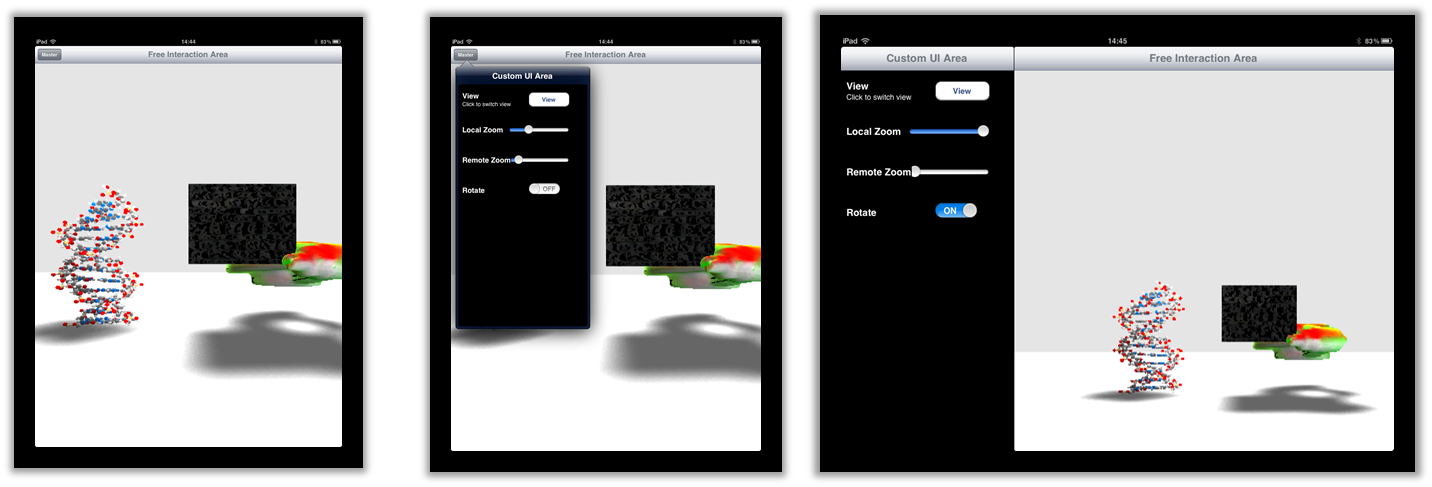 iPad 14:44 83%
Master Free Interaction Area
iPad 14:44 83%
Master Free Interaction Area
Custom UI Area
View
Click to switch view View
Local Zoom
Remote Zoom
Rotate OFF
iPad 14:45 83%
Custom UI Area Free Interaction Area
View
Click to switch view View
Local Zoom
Remote Zoom
Rotate ON